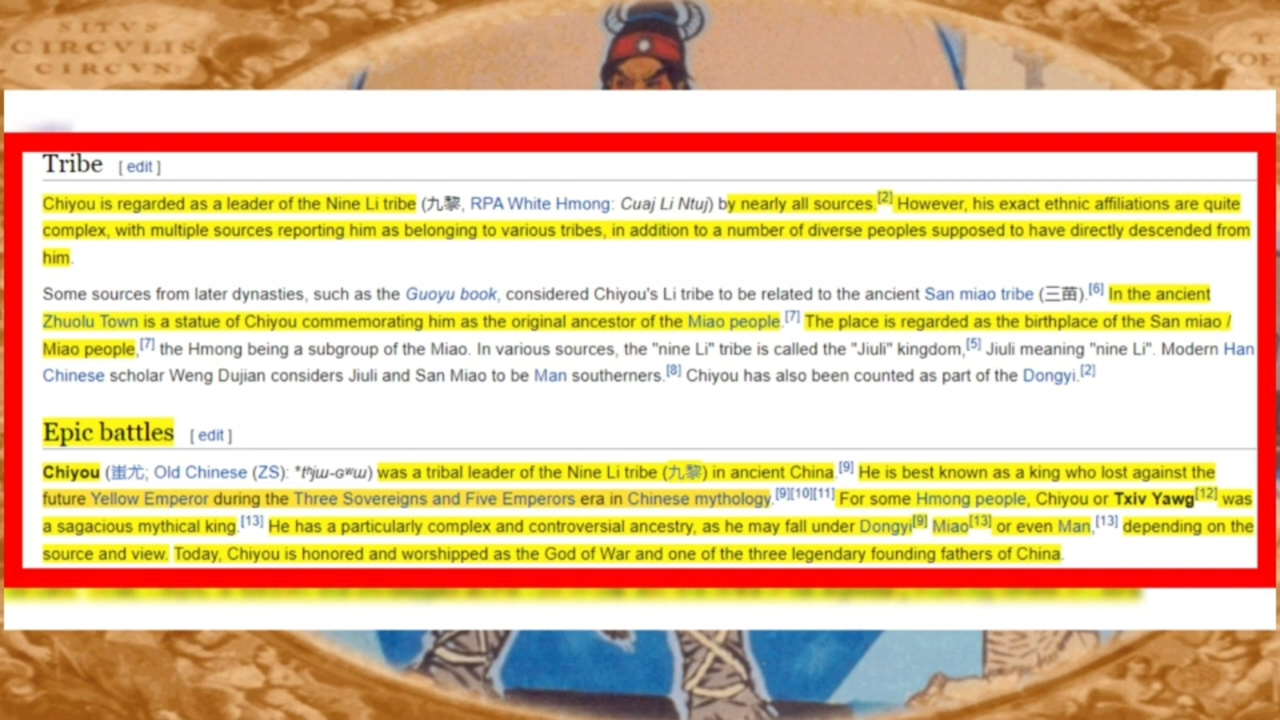 SITVS
CIRCVLIS
CIRCVN.
Tribe [ edit ]
Chiyou is regarded as a leader of the Nine Li tribe (九黎, RPA White Hmong: Cuaj Li Ntuj) by nearly all sources.[2] However, his exact ethnic affiliations are quite
complex, with multiple sources reporting him as belonging to various tribes, in addition to a number of diverse peoples supposed to have directly descended from
him.
Some sources from later dynasties, such as the Guoyu book, considered Chiyou's Li tribe to be related to the ancient San miao tribe (三苗).[6] In the ancient
Zhuolu Town is a statue of Chiyou commemorating him as the original ancestor of the Miao people.[7] The place is regarded as the birthplace of the San miao /
Miao people,[7] the Hmong being a subgroup of the Miao. In various sources, the "nine Li" tribe is called the "Jiuli" kingdom,[5] Jiuli meaning "nine Li". Modern Han
Chinese scholar Weng Dujian considers Jiuli and San Miao to be Man southerners.[8] Chiyou has also been counted as part of the Dongyi.[2]
Epic battles [ edit ]
Chiyou (蚩尤; Old Chinese (ZS): *tʰjɯ-ɢʷɯ) was a tribal leader of the Nine Li tribe (九黎) in ancient China.[9] He is best known as a king who lost against the
future Yellow Emperor during the Three Sovereigns and Five Emperors era in Chinese mythology.[9][10][11] For some Hmong people, Chiyou or Txiv Yawg[12] was
a sagacious mythical king.[13] He has a particularly complex and controversial ancestry, as he may fall under Dongyi[9] Miao[13] or even Man,[13] depending on the
source and view. Today, Chiyou is honored and worshipped as the God of War and one of the three legendary founding fathers of China.